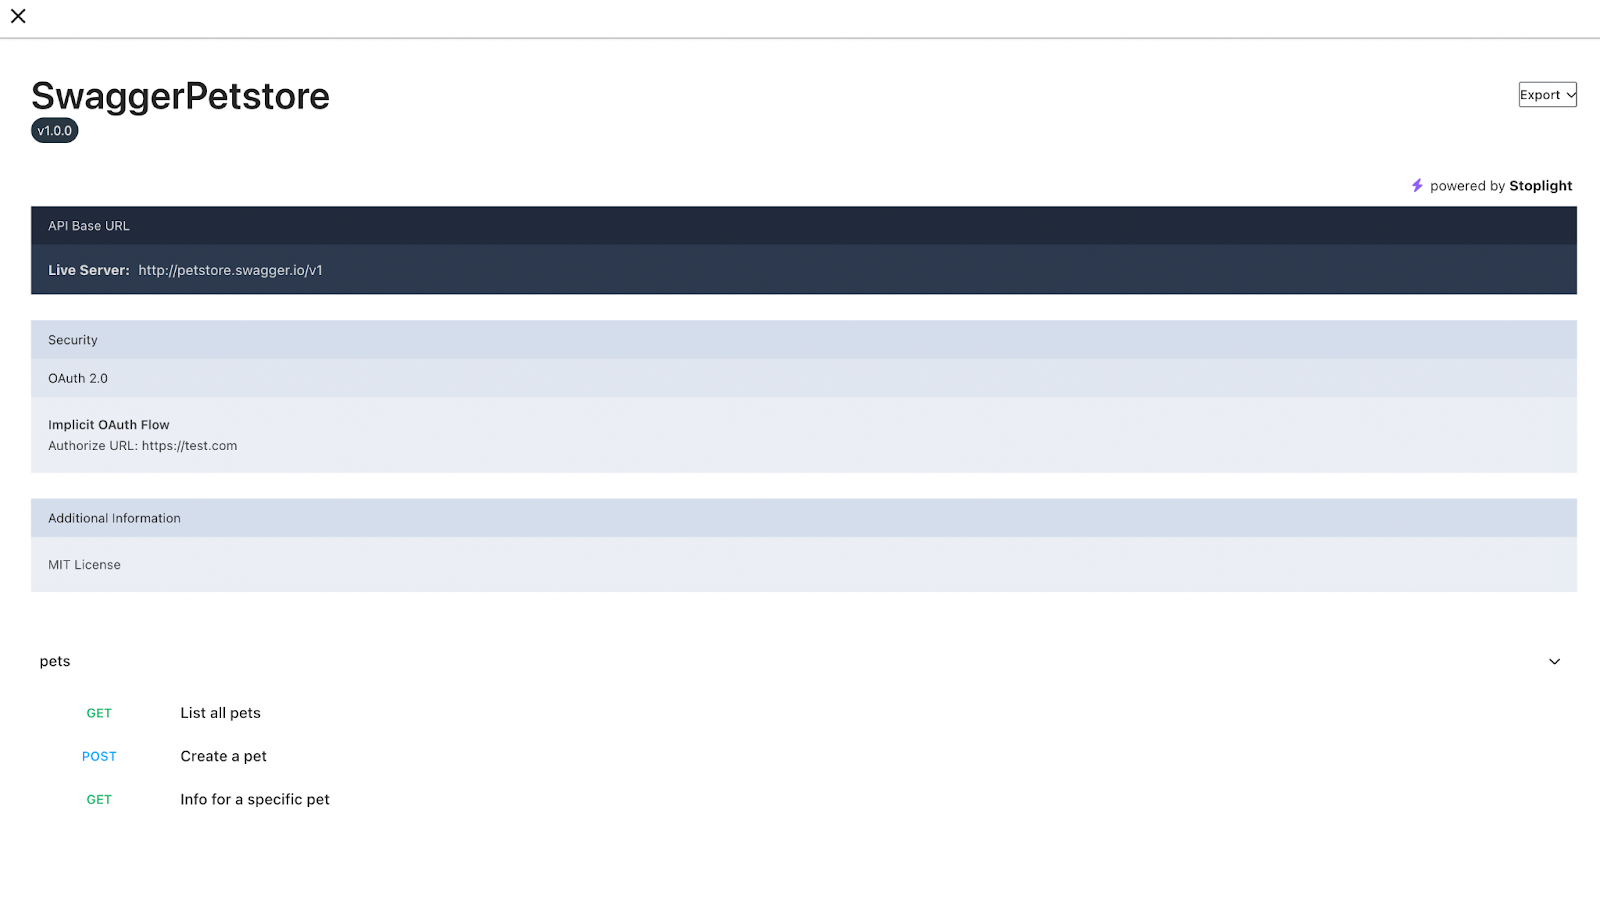 SwaggerPetstore
Export
v1.0.0
powered by Stoplight
API Base URL
Live Server: http://petstore.swagger.io/v1
Security
OAuth 2.0
Implicit OAuth Flow
Authorize URL: https://test.com
Additional Information
MIT License
pets
GET List all pets
POST Create a pet
GET Info for a specific pet